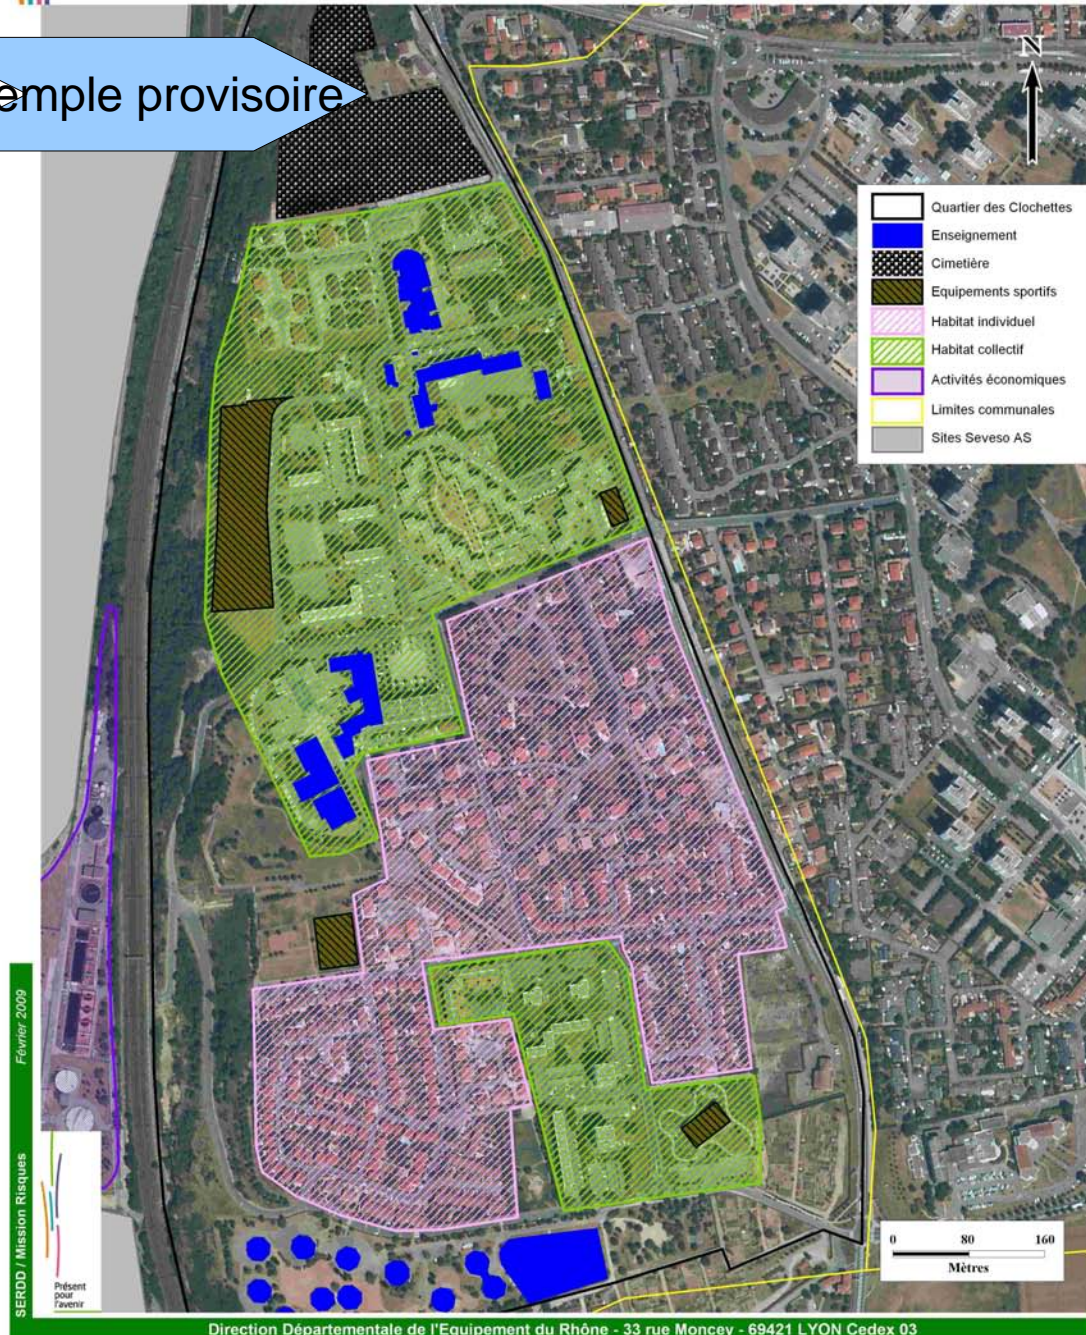 emple provisoire
N
Quartier des Clochettes
Enseignement
Cimetière
Equipements sportifs
Habitat individuel
Habitat collectif
Activités économiques
Limites communales
Sites Seveso AS
SERDD / Mission Risques
Février 2009
Présent
pour
l'avenir
0 80 160
Mètres
Direction Départementale de l'Equipement du Rhône - 33 rue Moncey - 69421 LYON Cedex 03